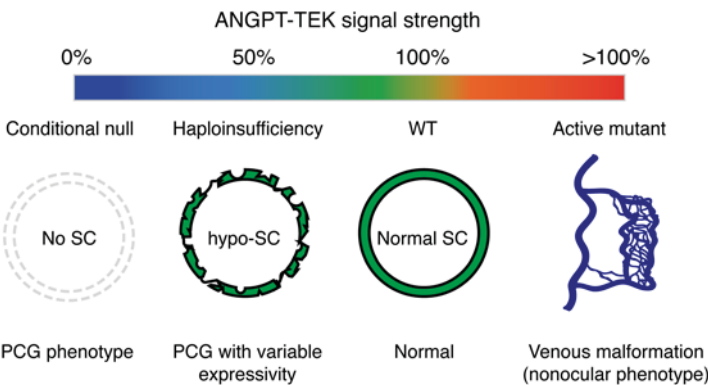 ANGPT-TEK signal strength
0% 50% 100% >100%
Conditional null Haploinsufficiency WT Active mutant
No SC hypo-SC Normal SC
PCG phenotype PCG with variable Normal Venous malformation
expressivity (nonocular phenotype)